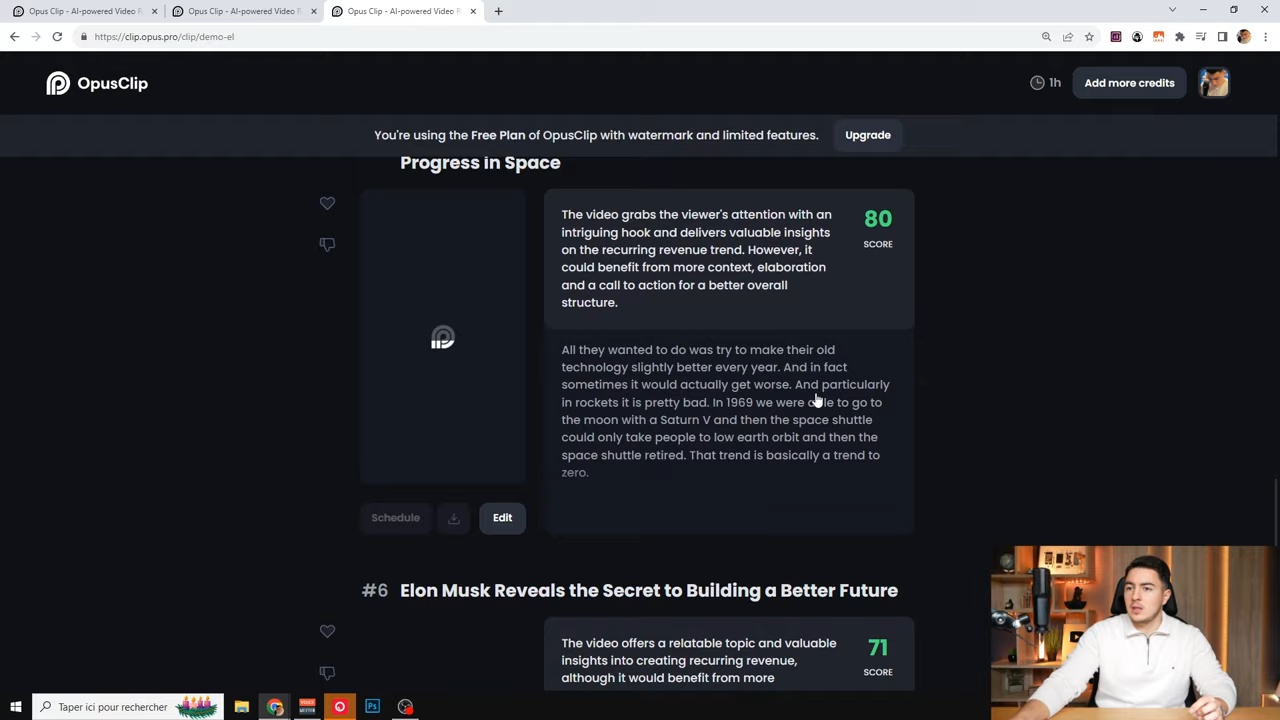 Opus Clip - AI-powered Video R
Opus Clip - AI-powered Video R
Opus Clip - AI-powered Video R
https://clip.opus.pro/clip/demo-el
OpusClip
1h
Add more credits
You're using the Free Plan of OpusClip with watermark and limited features.
Upgrade
Progress in Space
The video grabs the viewer's attention with an
intriguing hook and delivers valuable insights
on the recurring revenue trend. However, it
could benefit from more context, elaboration
and a call to action for a better overall
structure.
80
SCORE
All they wanted to do was try to make their old
technology slightly better every year. And in fact
sometimes it would actually get worse. And particularly
in rockets it is pretty bad. In 1969 we were to go to
the moon with a Saturn V and then the space shuttle
could only take people to low earth orbit and then the
space shuttle retired. That trend is basically a trend to
zero.
Schedule
Edit
#6 Elon Musk Reveals the Secret to Building a Better Future
The video offers a relatable topic and valuable
insights into creating recurring revenue,
although it would benefit from more
71
SCORE
Taper ici pour rechercher
Ps